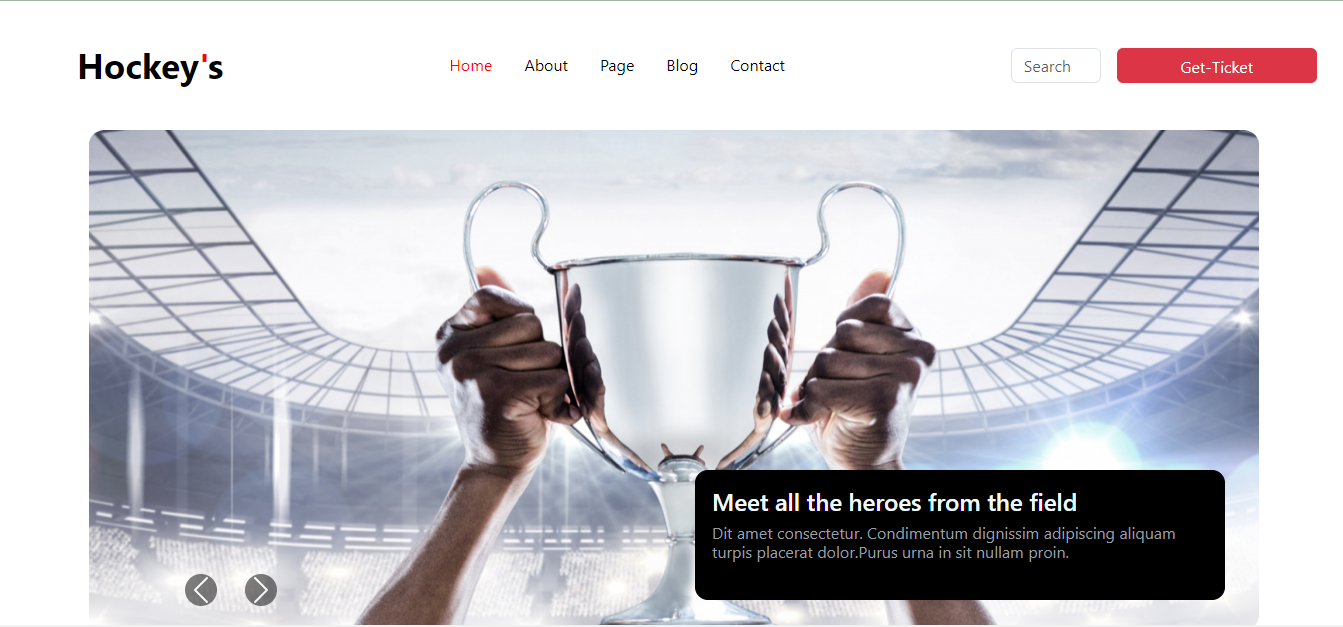 Hockey's
Home About Page Blog Contact
Search
Get-Ticket
Meet all the heroes from the field
Dit amet consectetur. Condimentum dignissim adipiscing aliquam
turpis placerat dolor.Purus urna in sit nullam proin.